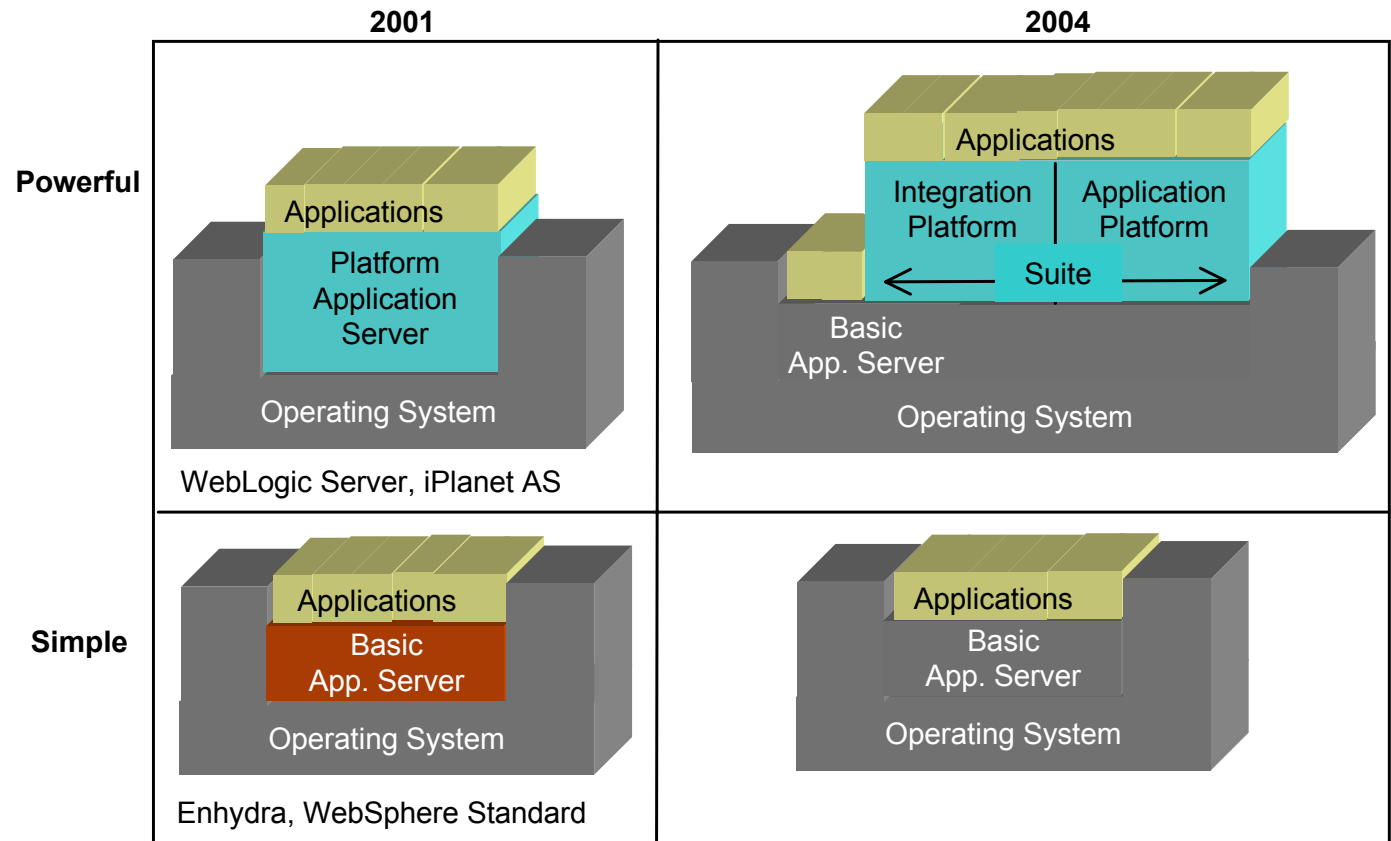 2001
2004
Powerful
Applications
Platform
Application
Server
Operating System
WebLogic Server, iPlanet AS
Applications
Integration
Platform
Application
Platform
Suite
Basic
App. Server
Operating System
Simple
Applications
Basic
App. Server
Operating System
Enhydra, WebSphere Standard
Applications
Basic
App. Server
Operating System